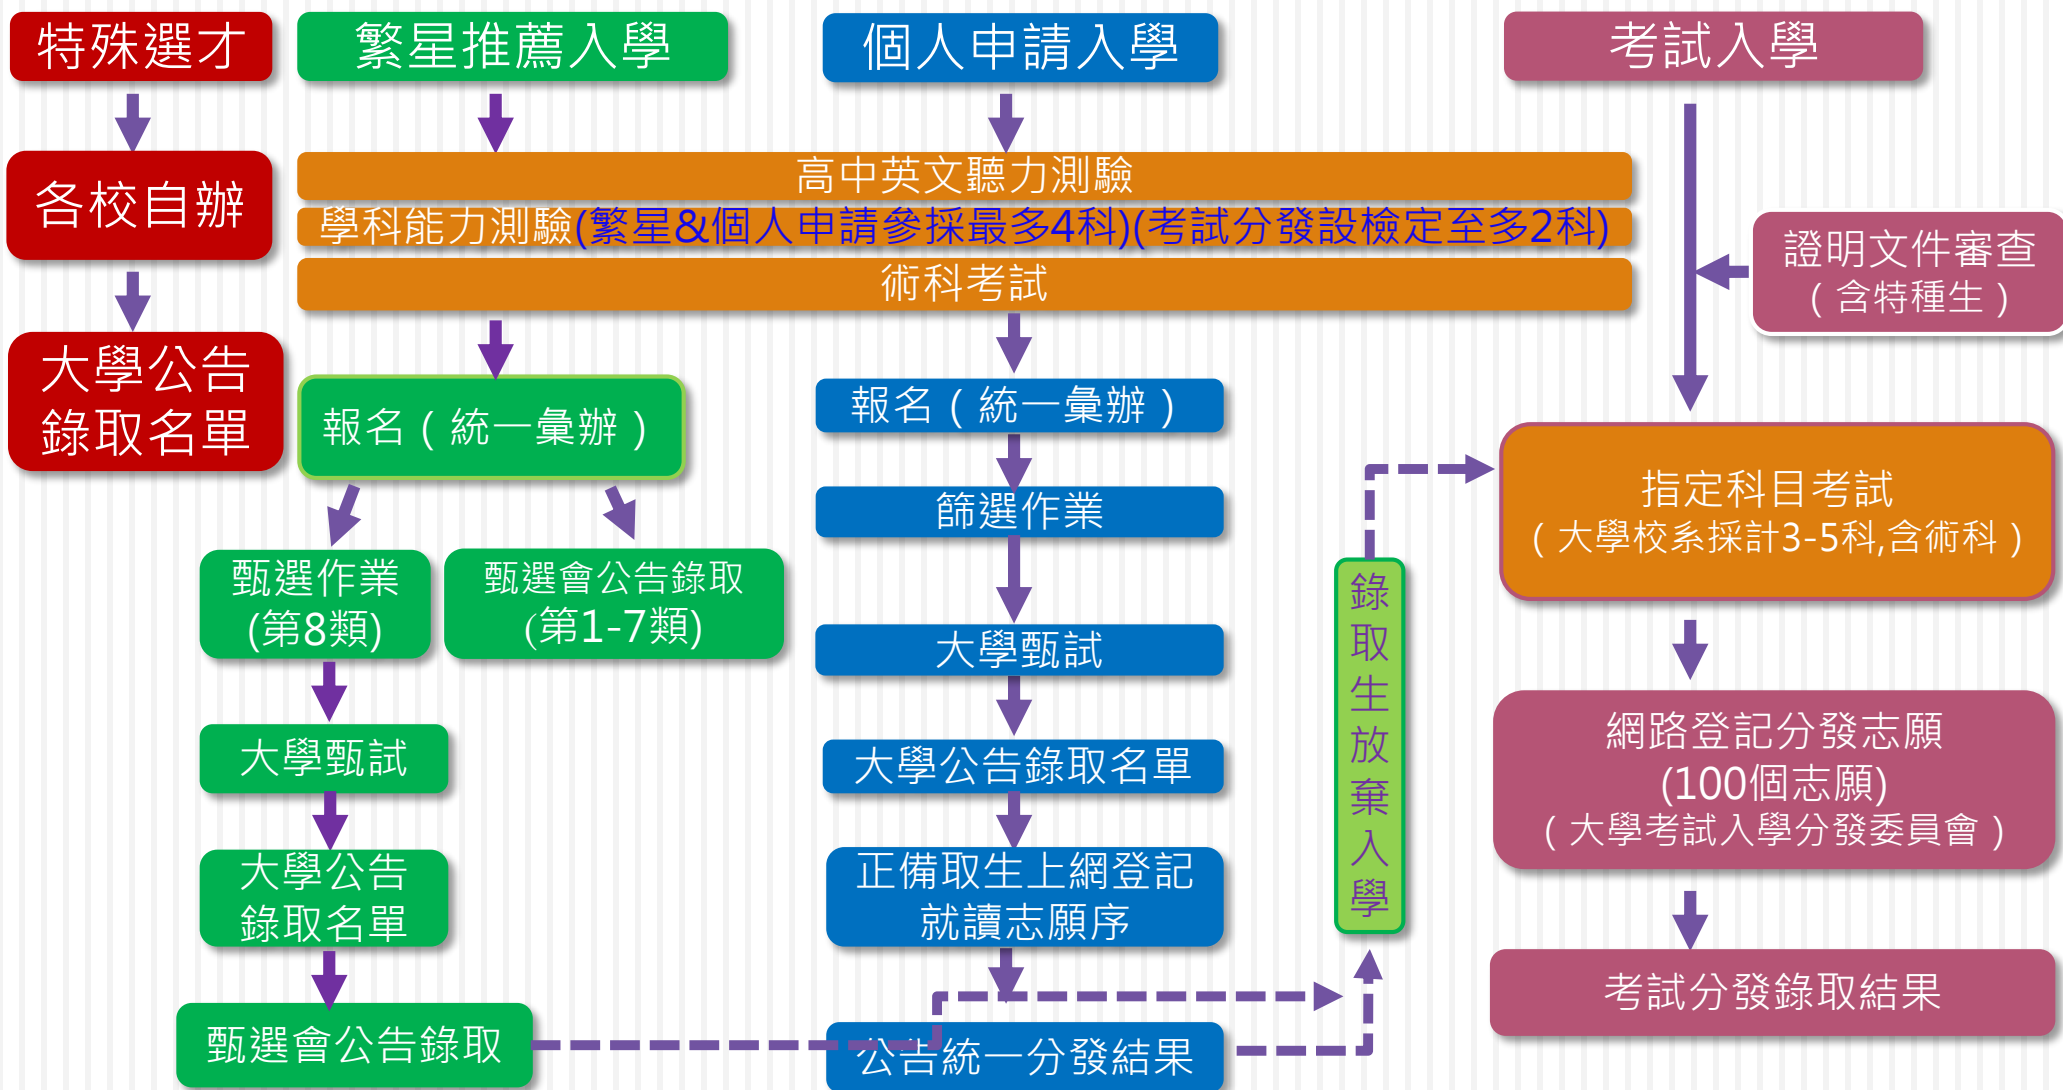 特殊選才
繁星推薦入學
個人申請入學
考試入學
各校自辦
高中英文聽力測驗
學科能力測驗(繁星&個人申請參採最多4科)(考試分發設檢定至多2科)
術科考試
證明文件審查
(含特種生)
大學公告
錄取名單
報名(統一彙辦)
報名(統一彙辦)
篩選作業
指定科目考試
(大學校系採計3-5科,含術科)
甄選作業
(第8類)
甄選會公告錄取
(第1-7類)
大學甄試
錄
取
生
放
棄
入
學
大學甄試
大學公告錄取名單
網路登記分發志願
(100個志願)
(大學考試入學分發委員會)
大學公告
錄取名單
正備取生上網登記
就讀志願序
考試分發錄取結果
甄選會公告錄取
公告統一分發結果